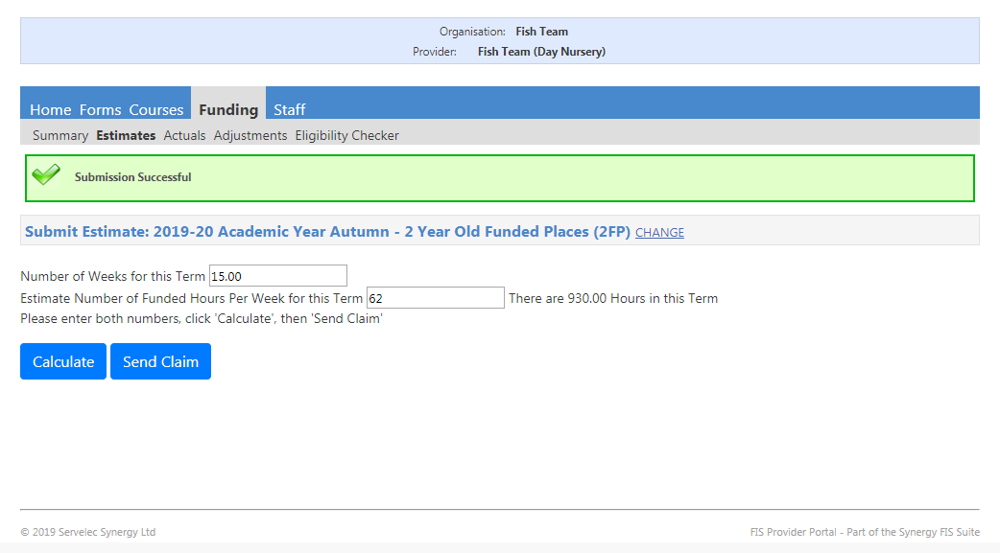 Organisation: Fish Team
Provider: Fish Team (Day Nursery)
Home Forms Courses Funding Staff
Summary Estimates Actuals Adjustments Eligibility Checker
Submission Successful
Submit Estimate: 2019-20 Academic Year Autumn - 2 Year Old Funded Places (2FP) CHANGE
Number of Weeks for this Term 15.00
Estimate Number of Funded Hours Per Week for this Term 62 There are 930.00 Hours in this Term
Please enter both numbers, click 'Calculate', then 'Send Claim'
Calculate Send Claim
© 2019 Servelec Synergy Ltd FIS Provider Portal - Part of the Synergy FIS Suite